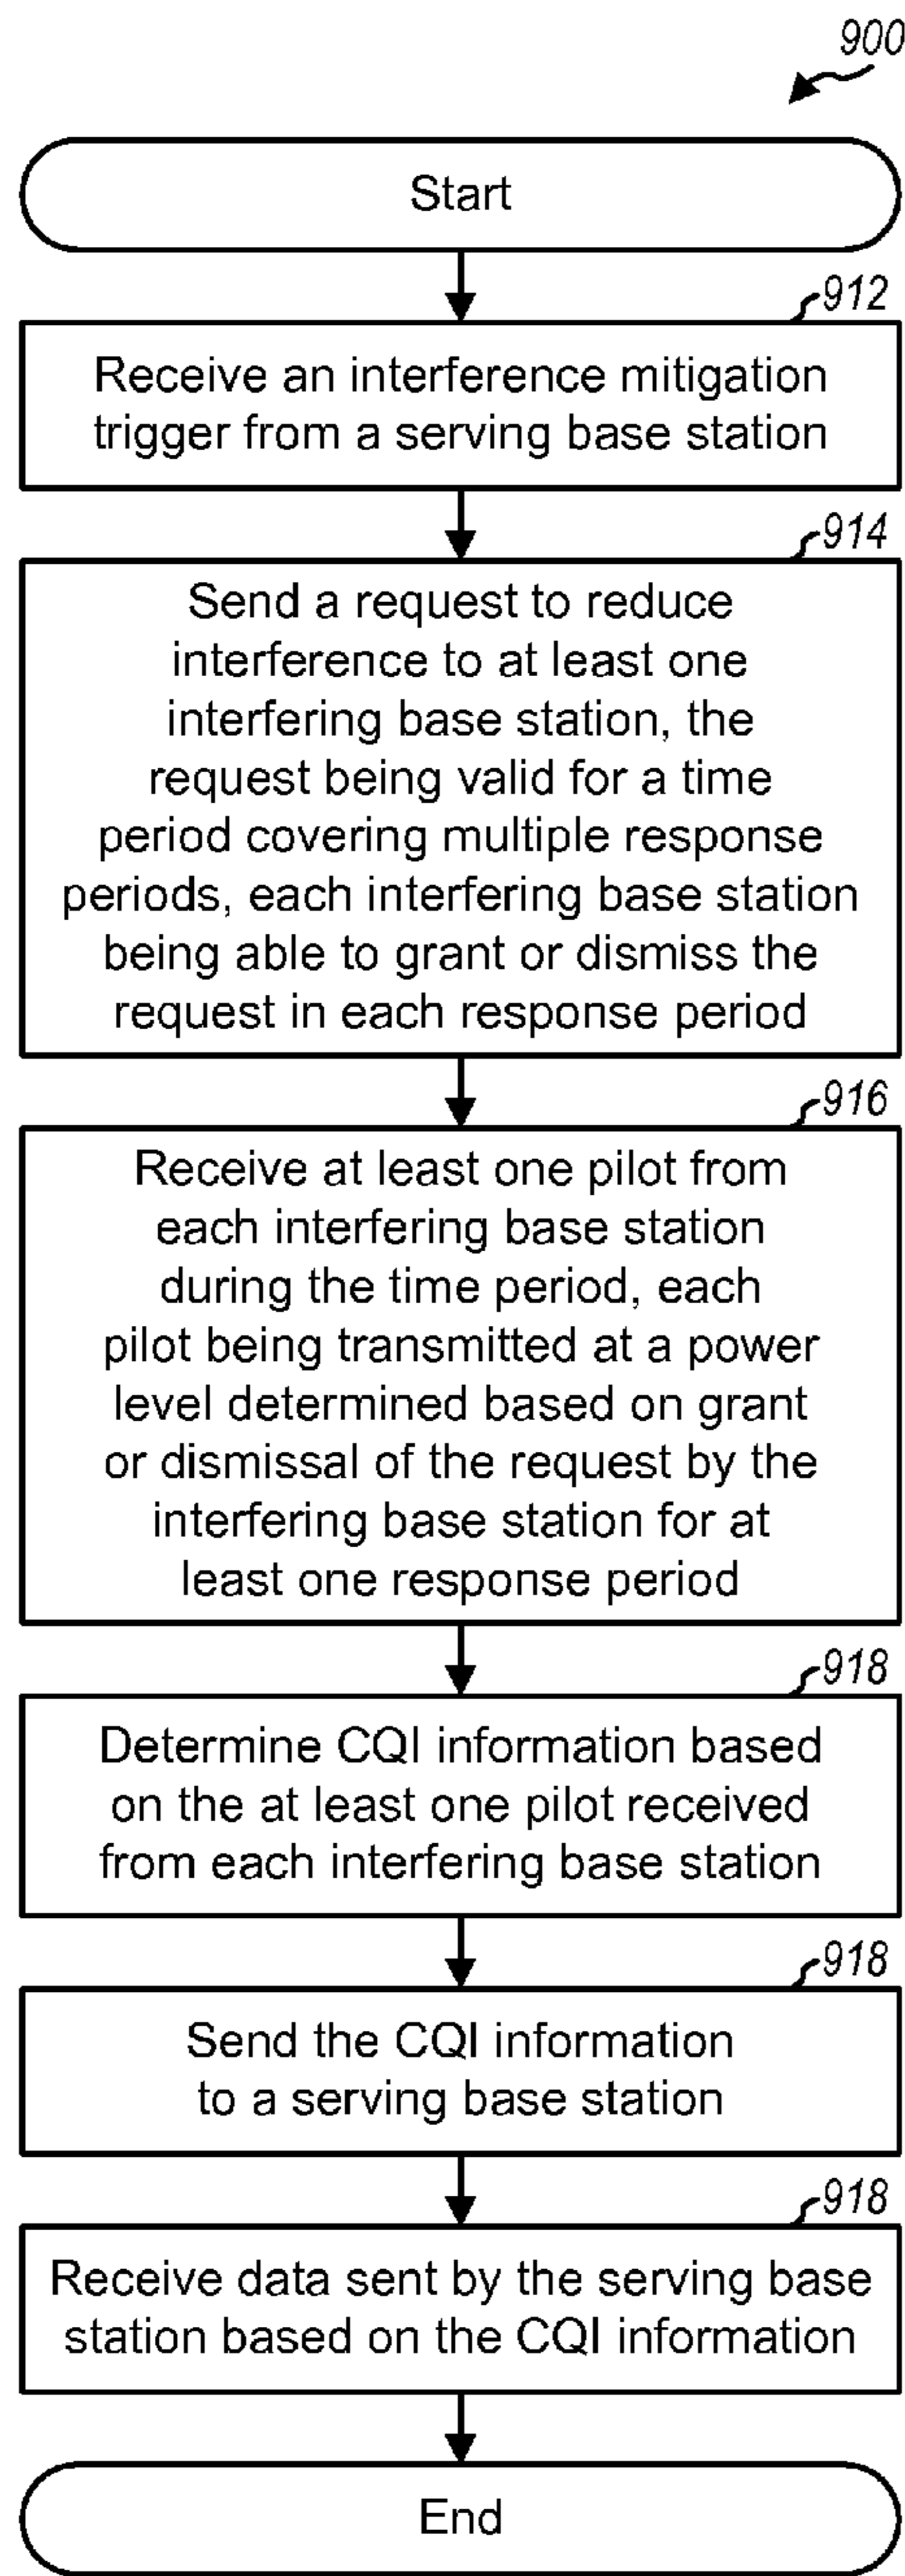 900
Start
912
Receive an interference mitigation
trigger from a serving base station
914
Send a request to reduce
interference to at least one
interfering base station, the
request being valid for a time
period covering multiple response
periods, each interfering base station
being able to grant or dismiss the
request in each response period
916
Receive at least one pilot from
each interfering base station
during the time period, each
pilot being transmitted at a power
level determined based on grant
or dismissal of the request by the
interfering base station for at
least one response period
918
Determine CQI information based
on the at least one pilot received
from each interfering base station
918
Send the CQI information
to a serving base station
918
Receive data sent by the serving base
station based on the CQI information
End